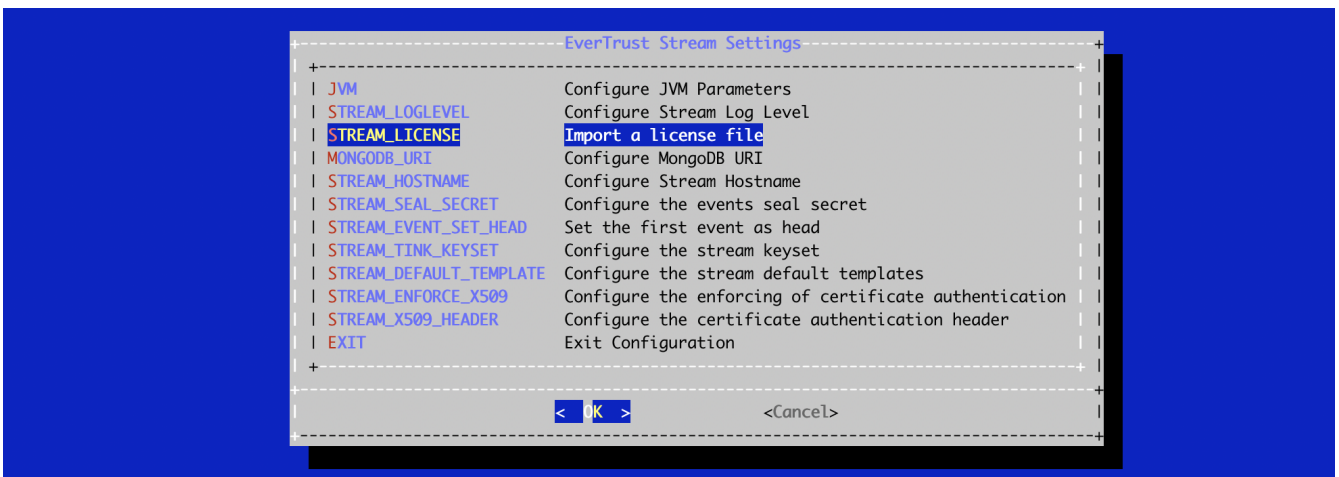 EverTrust Stream Settings
JVM Configure JVM Parameters
STREAM_LOGLEVEL Configure Stream Log Level
STREAM_LICENSE Import a license file
MONGODB_URI Configure MongoDB URI
STREAM_HOSTNAME Configure Stream Hostname
STREAM_SEAL_SECRET Configure the events seal secret
STREAM_EVENT_SET_HEAD Set the first event as head
STREAM_TINK_KEYSET Configure the stream keyset
STREAM_DEFAULT_TEMPLATE Configure the stream default templates
STREAM_ENFORCE_X509 Configure the enforcing of certificate authentication
STREAM_X509_HEADER Configure the certificate authentication header
EXIT Exit Configuration
< OK > <Cancel>